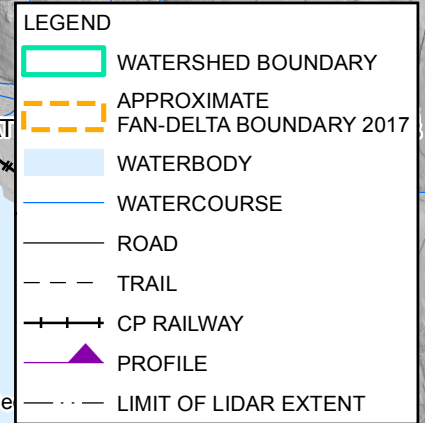 LEGEND
WATERSHED BOUNDARY
APPROXIMATE
FAN-DELTA BOUNDARY 2017
WATERBODY
WATERCOURSE
ROAD
TRAIL
CP RAILWAY
PROFILE
LIMIT OF LIDAR EXTENT